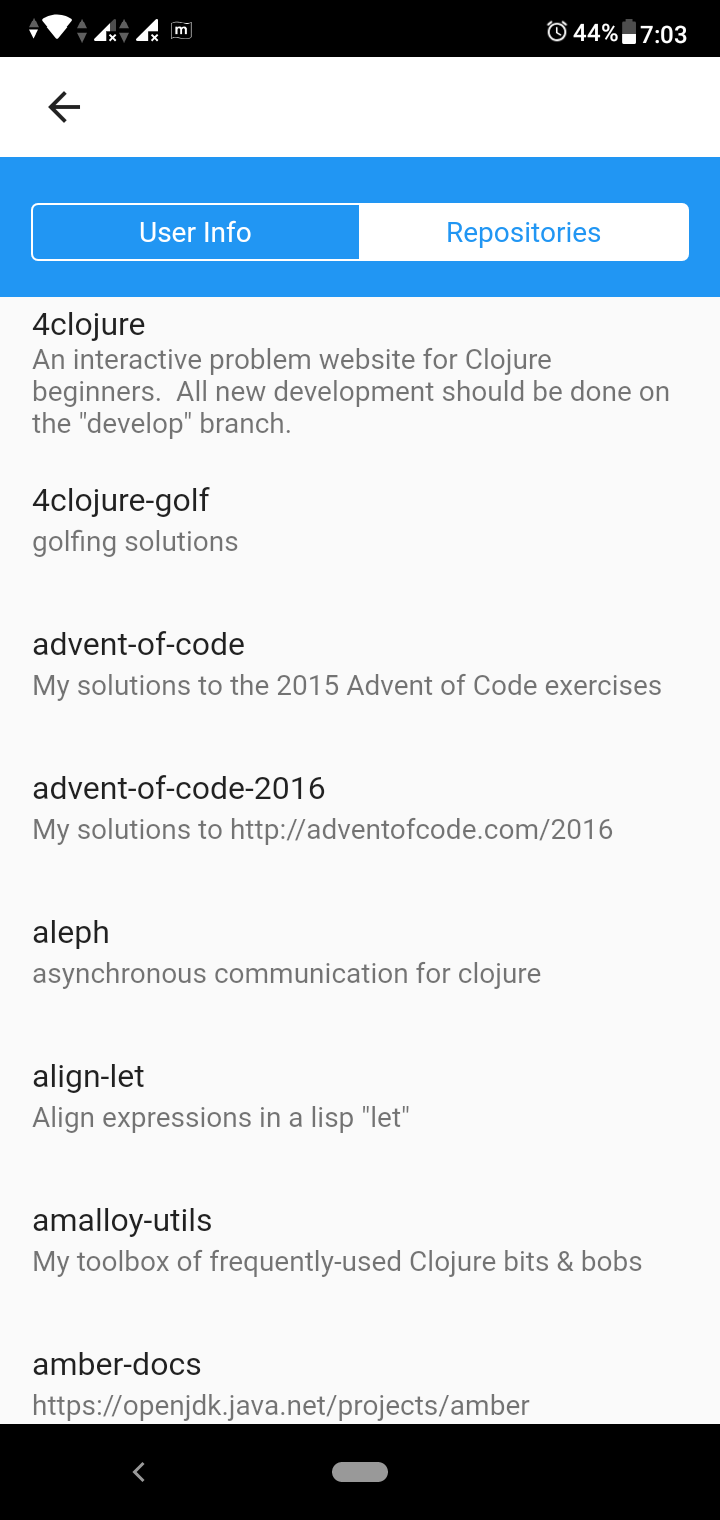 m 44% 7:03
User Info Repositories
4clojure
An interactive problem website for Clojure
beginners.  All new development should be done on
the "develop" branch.
4clojure-golf
golfing solutions
advent-of-code
My solutions to the 2015 Advent of Code exercises
advent-of-code-2016
My solutions to http://adventofcode.com/2016
aleph
asynchronous communication for clojure
align-let
Align expressions in a lisp "let"
amalloy-utils
My toolbox of frequently-used Clojure bits & bobs
amber-docs
https://openjdk.java.net/projects/amber